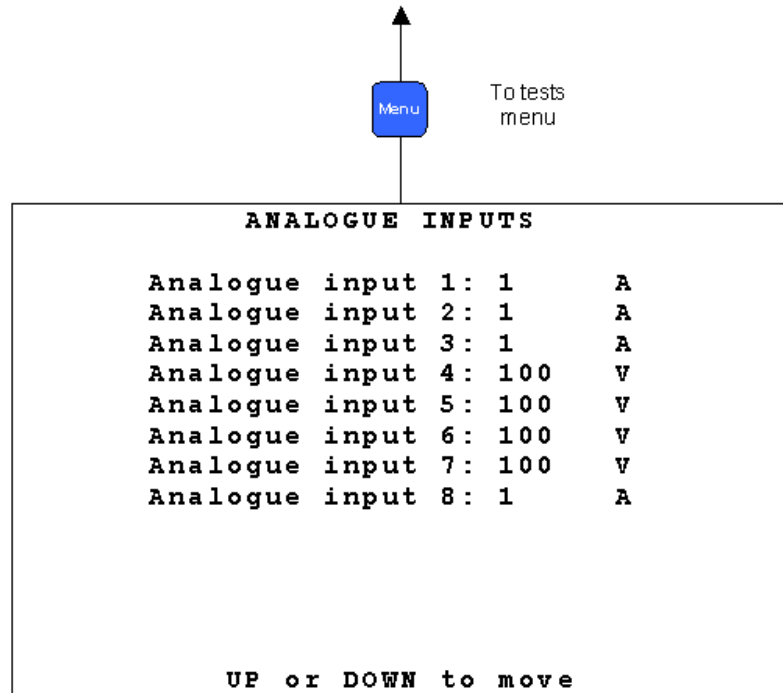 Menu
To tests
menu
ANALOGUE INPUTS
Analogue input 1: 1 A
Analogue input 2: 1 A
Analogue input 3: 1 A
Analogue input 4: 100 V
Analogue input 5: 100 V
Analogue input 6: 100 V
Analogue input 7: 100 V
Analogue input 8: 1 A
UP or DOWN to move